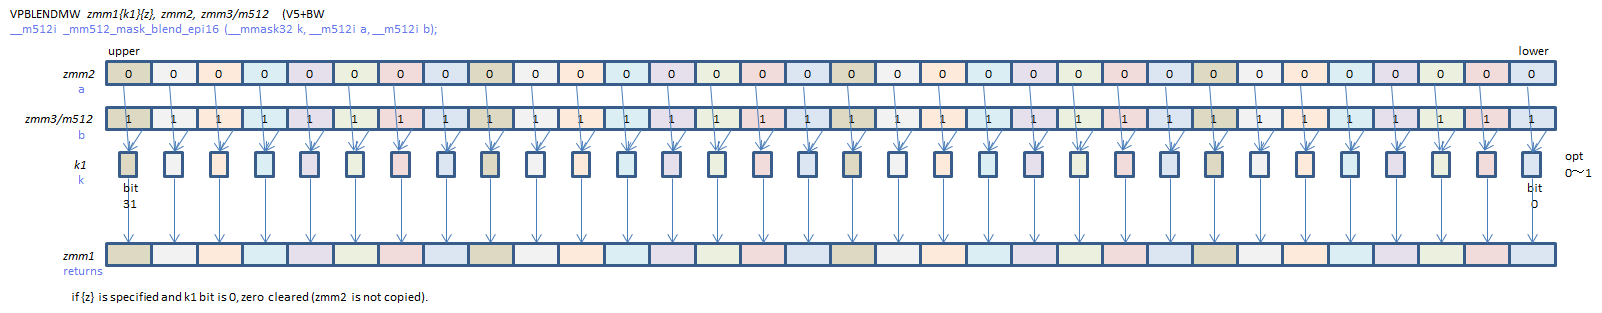 VPBLENDMW zmm1{k1}{z}, zmm2, zmm3/m512 (V5+BW
__m512i _mm512_mask_blend_epi16 (__mmask32 k, __m512i a, __m512i b);
upper lower
zmm2 0 0 0 0 0 0 0 0 0 0 0 0 0 0 0 0 0 0 0 0 0 0 0 0 0 0 0 0 0 0 0 0
a
zmm3/m512 1 1 1 1 1 1 1 1 1 1 1 1 1 1 1 1 1 1 1 1 1 1 1 1 1 1 1 1 1 1 1 1
b
k1 opt
k 0~1
bit bit
31 0
zmm1
returns
if {z} is specified and k1 bit is 0, zero cleared (zmm2 is not copied).